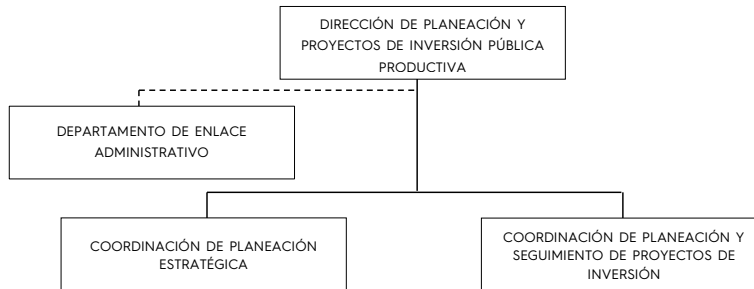 DIRECCIÓN DE PLANEACIÓN Y
PROYECTOS DE INVERSIÓN PÚBLICA
PRODUCTIVA
DEPARTAMENTO DE ENLACE
ADMINISTRATIVO
COORDINACIÓN DE PLANEACIÓN
ESTRATÉGICA
COORDINACIÓN DE PLANEACIÓN Y
SEGUIMIENTO DE PROYECTOS DE
INVERSIÓN